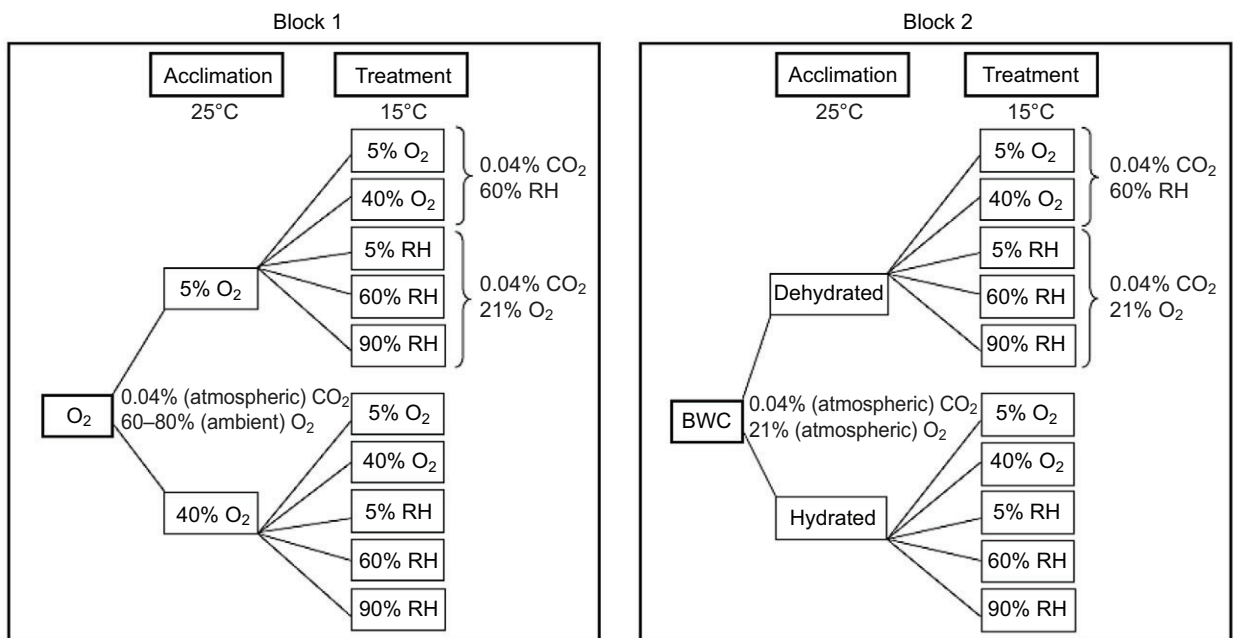 Block 1
Acclimation
Treatment
25°C
15°C
5% O₂
40% O₂
0.04% CO₂
60% RH
5% RH
60% RH
90% RH
0.04% CO₂
21% O₂
5% O₂
O₂
0.04% (atmospheric) CO₂
60–80% (ambient) O₂
40% O₂
5% O₂
40% O₂
5% RH
60% RH
90% RH
Block 2
Acclimation
Treatment
25°C
15°C
5% O₂
40% O₂
0.04% CO₂
60% RH
5% RH
60% RH
90% RH
0.04% CO₂
21% O₂
Dehydrated
BWC
0.04% (atmospheric) CO₂
21% (atmospheric) O₂
Hydrated
5% O₂
40% O₂
5% RH
60% RH
90% RH